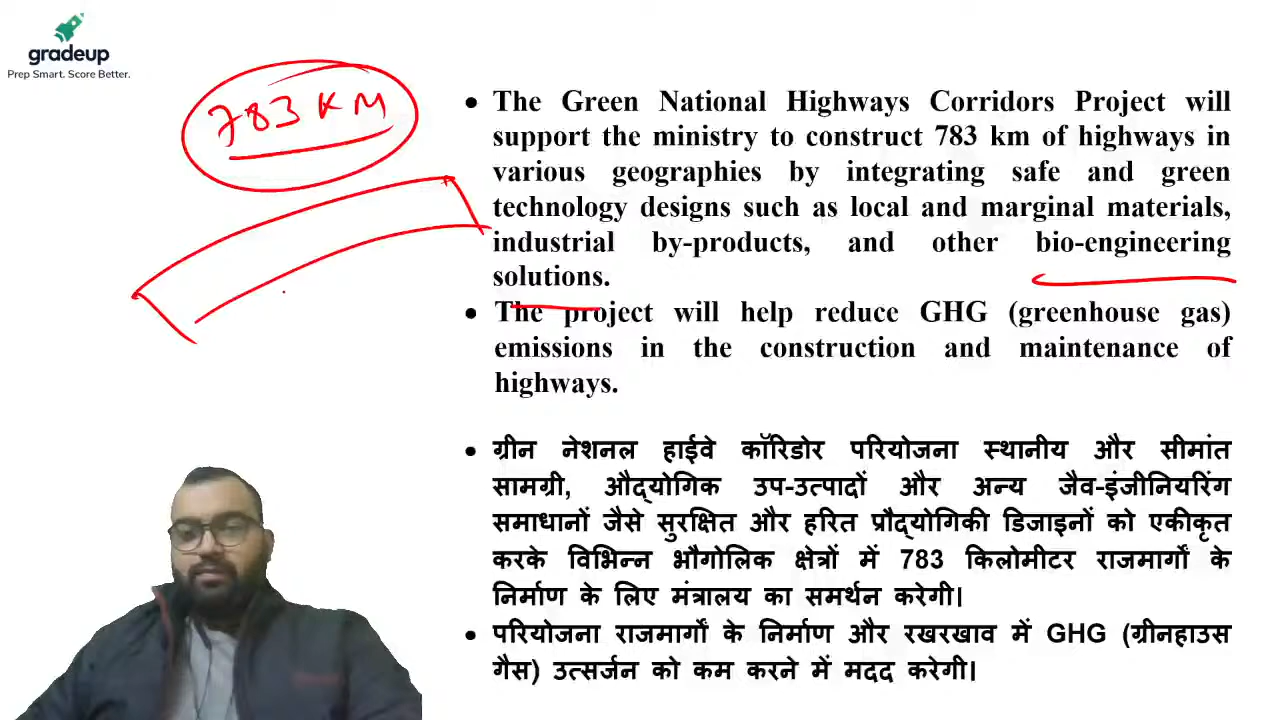 gradeup
Prep Smart. Score Better.
783 KM
• The Green National Highways Corridors Project will
support the ministry to construct 783 km of highways in
various geographies by integrating safe and green
technology designs such as local and marginal materials,
industrial by-products, and other bio-engineering
solutions.
• The project will help reduce GHG (greenhouse gas)
emissions in the construction and maintenance of
highways.
• ग्रीन नेशनल हाईवे कॉरिडोर परियोजना स्थानीय और सीमांत
सामग्री, औद्योगिक उप-उत्पादों और अन्य जैव-इंजीनियरिंग
समाधानों जैसे सुरक्षित और हरित प्रौद्योगिकी डिजाइनों को एकीकृत
करके विभिन्न भौगोलिक क्षेत्रों में 783 किलोमीटर राजमार्गों के
निर्माण के लिए मंत्रालय का समर्थन करेगी।
• परियोजना राजमार्गों के निर्माण और रखरखाव में GHG (ग्रीनहाउस
गैस) उत्सर्जन को कम करने में मदद करेगी।